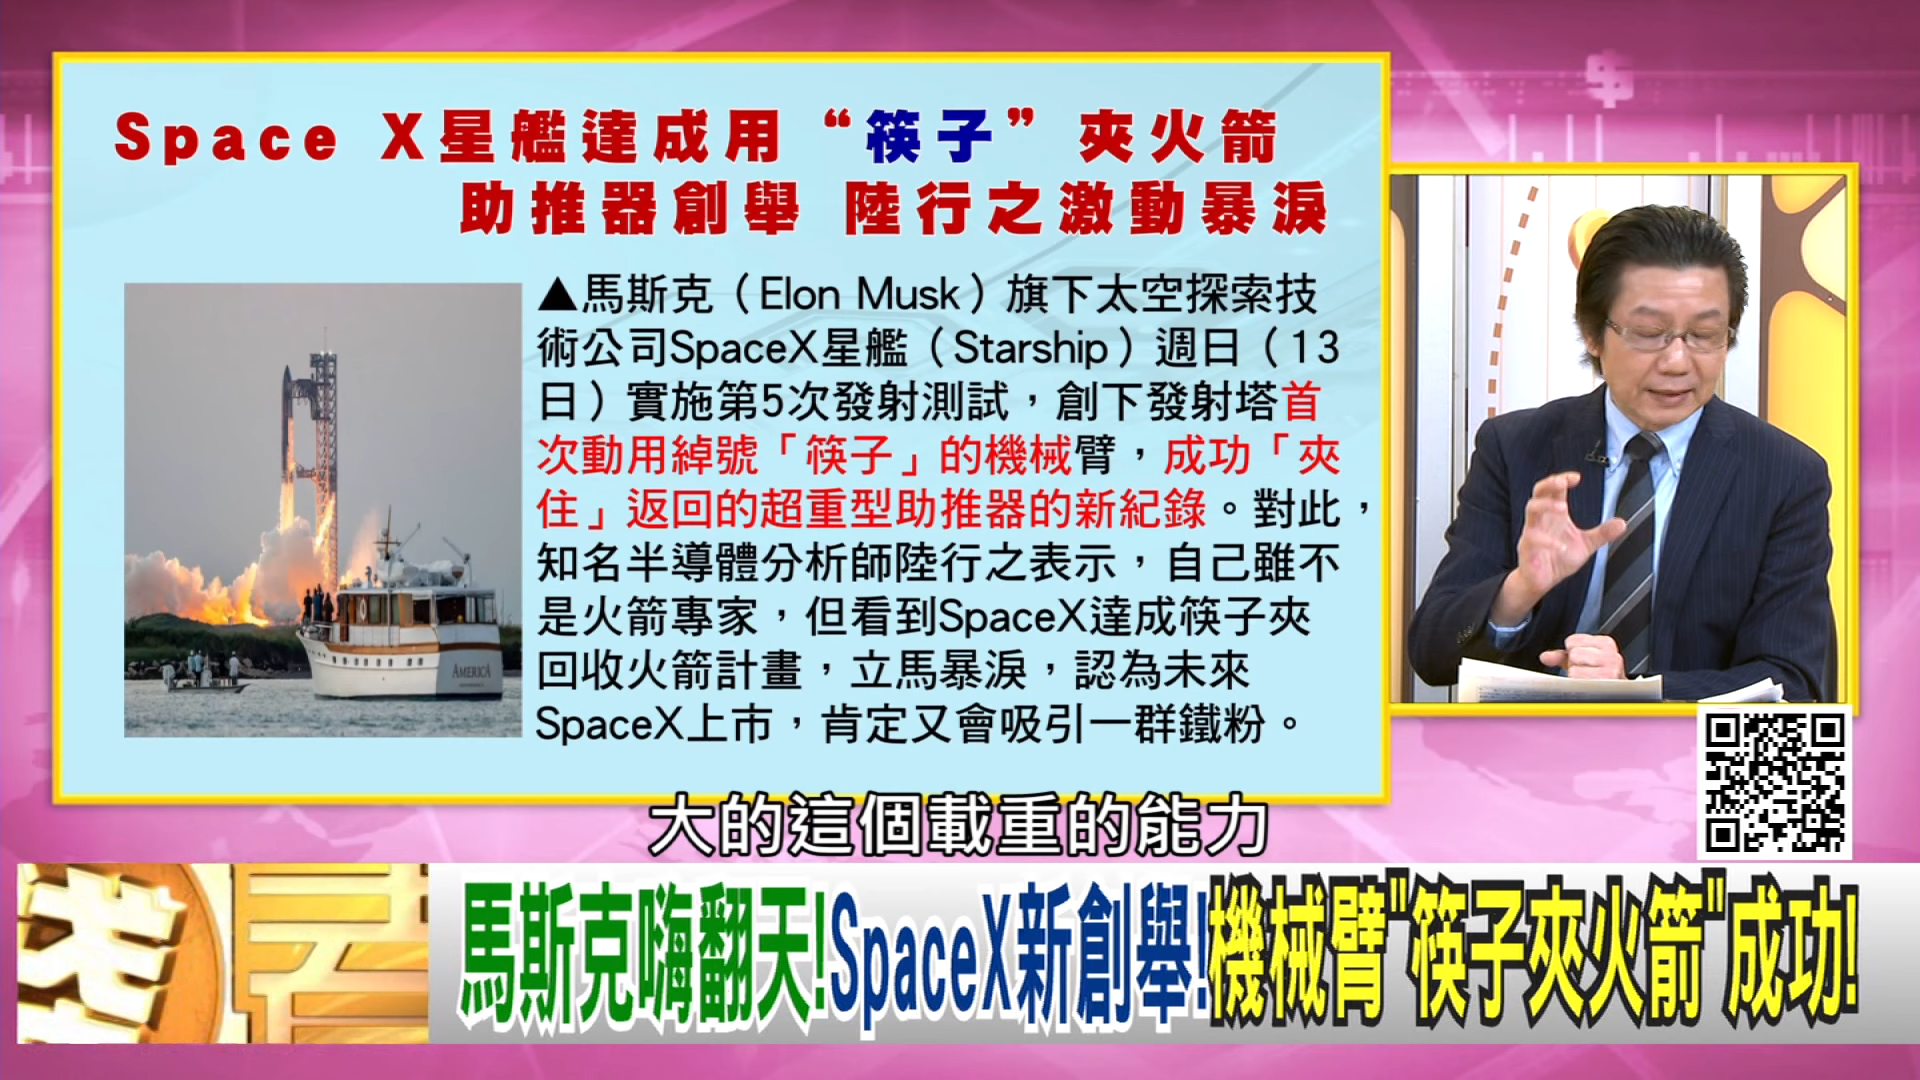 Space X星艦達成用“筷子”夾火箭
助推器創舉 陸行之激動暴淚
▲馬斯克（Elon Musk）旗下太空探索技
術公司SpaceX星艦（Starship）週日（13
日）實施第5次發射測試，創下發射塔首
次動用綽號「筷子」的機械臂，成功「夾
住」返回的超重型助推器的新紀錄。對此，
知名半導體分析師陸行之表示，自己雖不
是火箭專家，但看到SpaceX達成筷子夾
回收火箭計畫，立馬暴淚，認為未來
SpaceX上市，肯定又會吸引一群鐵粉。
AMERICA
大的這個載重的能力
馬斯克嗨翻天!SpaceX新創舉!機械臂"筷子夾火箭"成功!